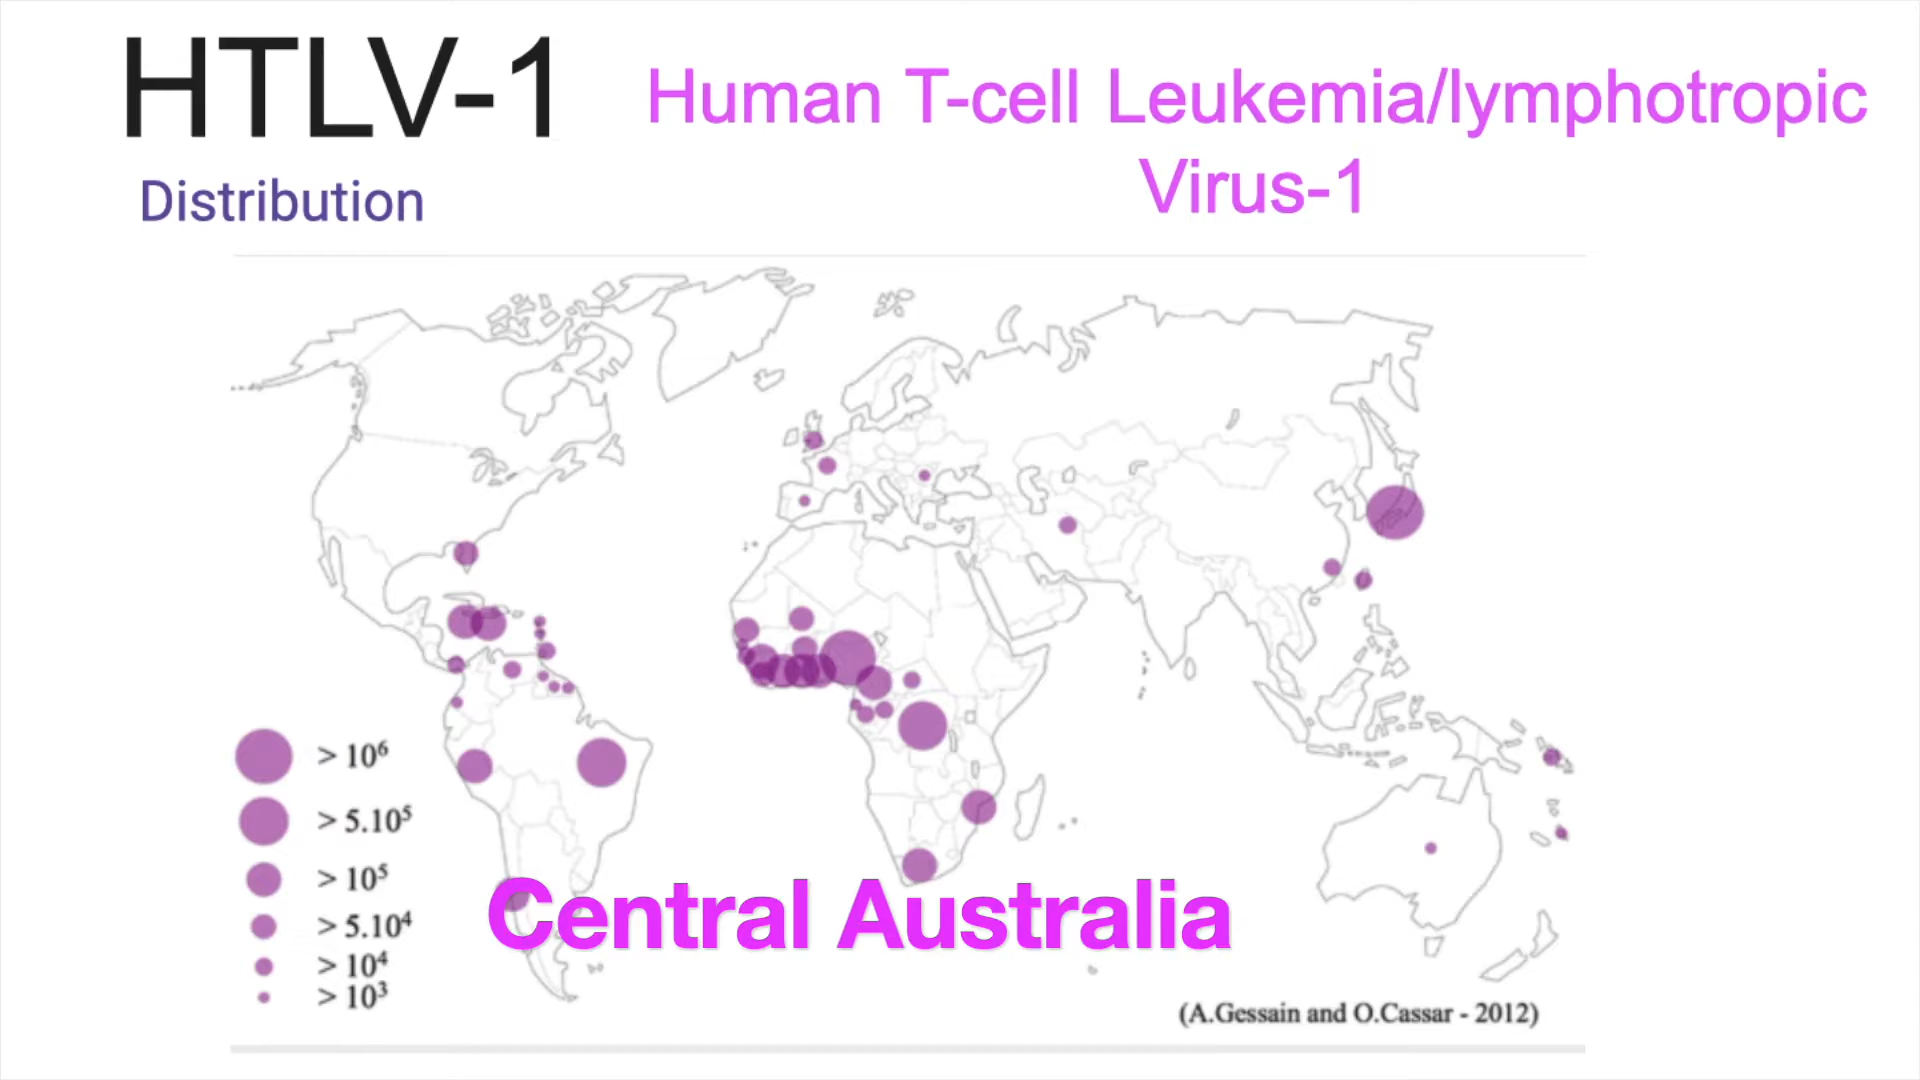 HTLV-1
Human T-cell Leukemia/lymphotropic
Virus-1
Distribution
> 10⁶
> 5.10⁵
> 10⁵
> 5.10⁴
> 10⁴
> 10³
Central Australia
(A.Gessain and O.Cassar - 2012)